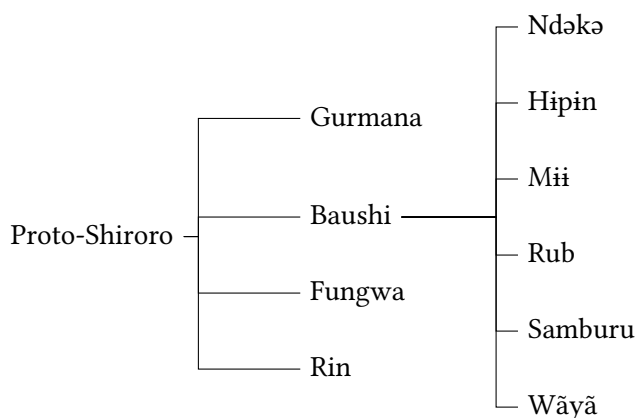 Ndəkə
Hɨpɨn
Gurmana
Mɨɨ
Proto-Shiroro
Baushi
Rub
Fungwa
Samburu
Rin
Wãyã